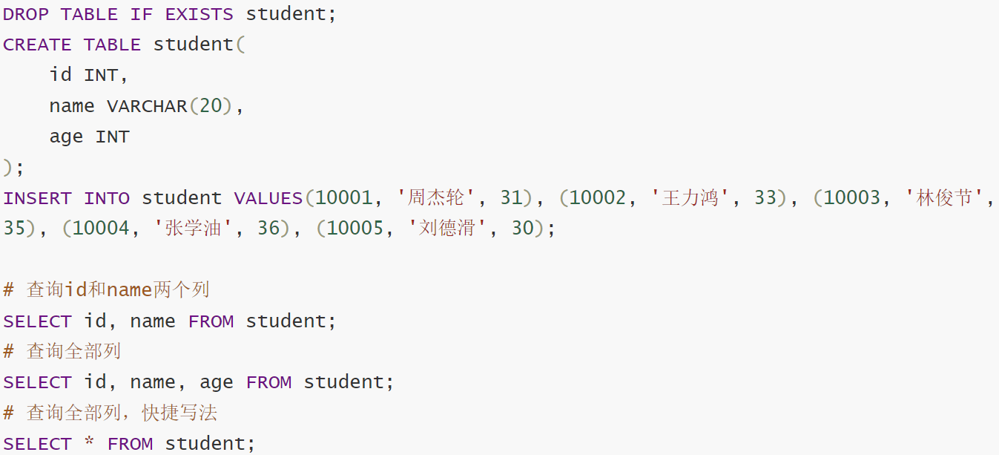 DROP TABLE IF EXISTS student;
CREATE TABLE student(
    id INT,
    name VARCHAR(20),
    age INT
);
INSERT INTO student VALUES(10001, '周杰轮', 31), (10002, '王力鸿', 33), (10003, '林俊节',
35), (10004, '张学油', 36), (10005, '刘德滑', 30);

# 查询id和name两个列
SELECT id, name FROM student;
# 查询全部列
SELECT id, name, age FROM student;
# 查询全部列，快捷写法
SELECT * FROM student;